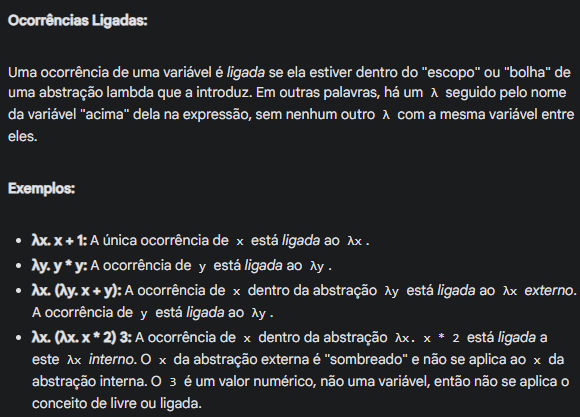 Ocorrências Ligadas:
Uma ocorrência de uma variável é ligada se ela estiver dentro do "escopo" ou "bolha" de
uma abstração lambda que a introduz. Em outras palavras, há um λ seguido pelo nome
da variável "acima" dela na expressão, sem nenhum outro λ com a mesma variável entre
eles.
Exemplos:
• λx. x + 1: A única ocorrência de x está ligada ao λx.
• λy. y * y: A ocorrência de y está ligada ao λy.
• λx. (λy. x + y): A ocorrência de x dentro da abstração λy está ligada ao λx externo.
A ocorrência de y está ligada ao λy.
• λx. (λx. x * 2) 3: A ocorrência de x dentro da abstração λx. x * 2 está ligada a
este λx interno. O x da abstração externa é "sombreado" e não se aplica ao x da
abstração interna. O 3 é um valor numérico, não uma variável, então não se aplica o
conceito de livre ou ligada.